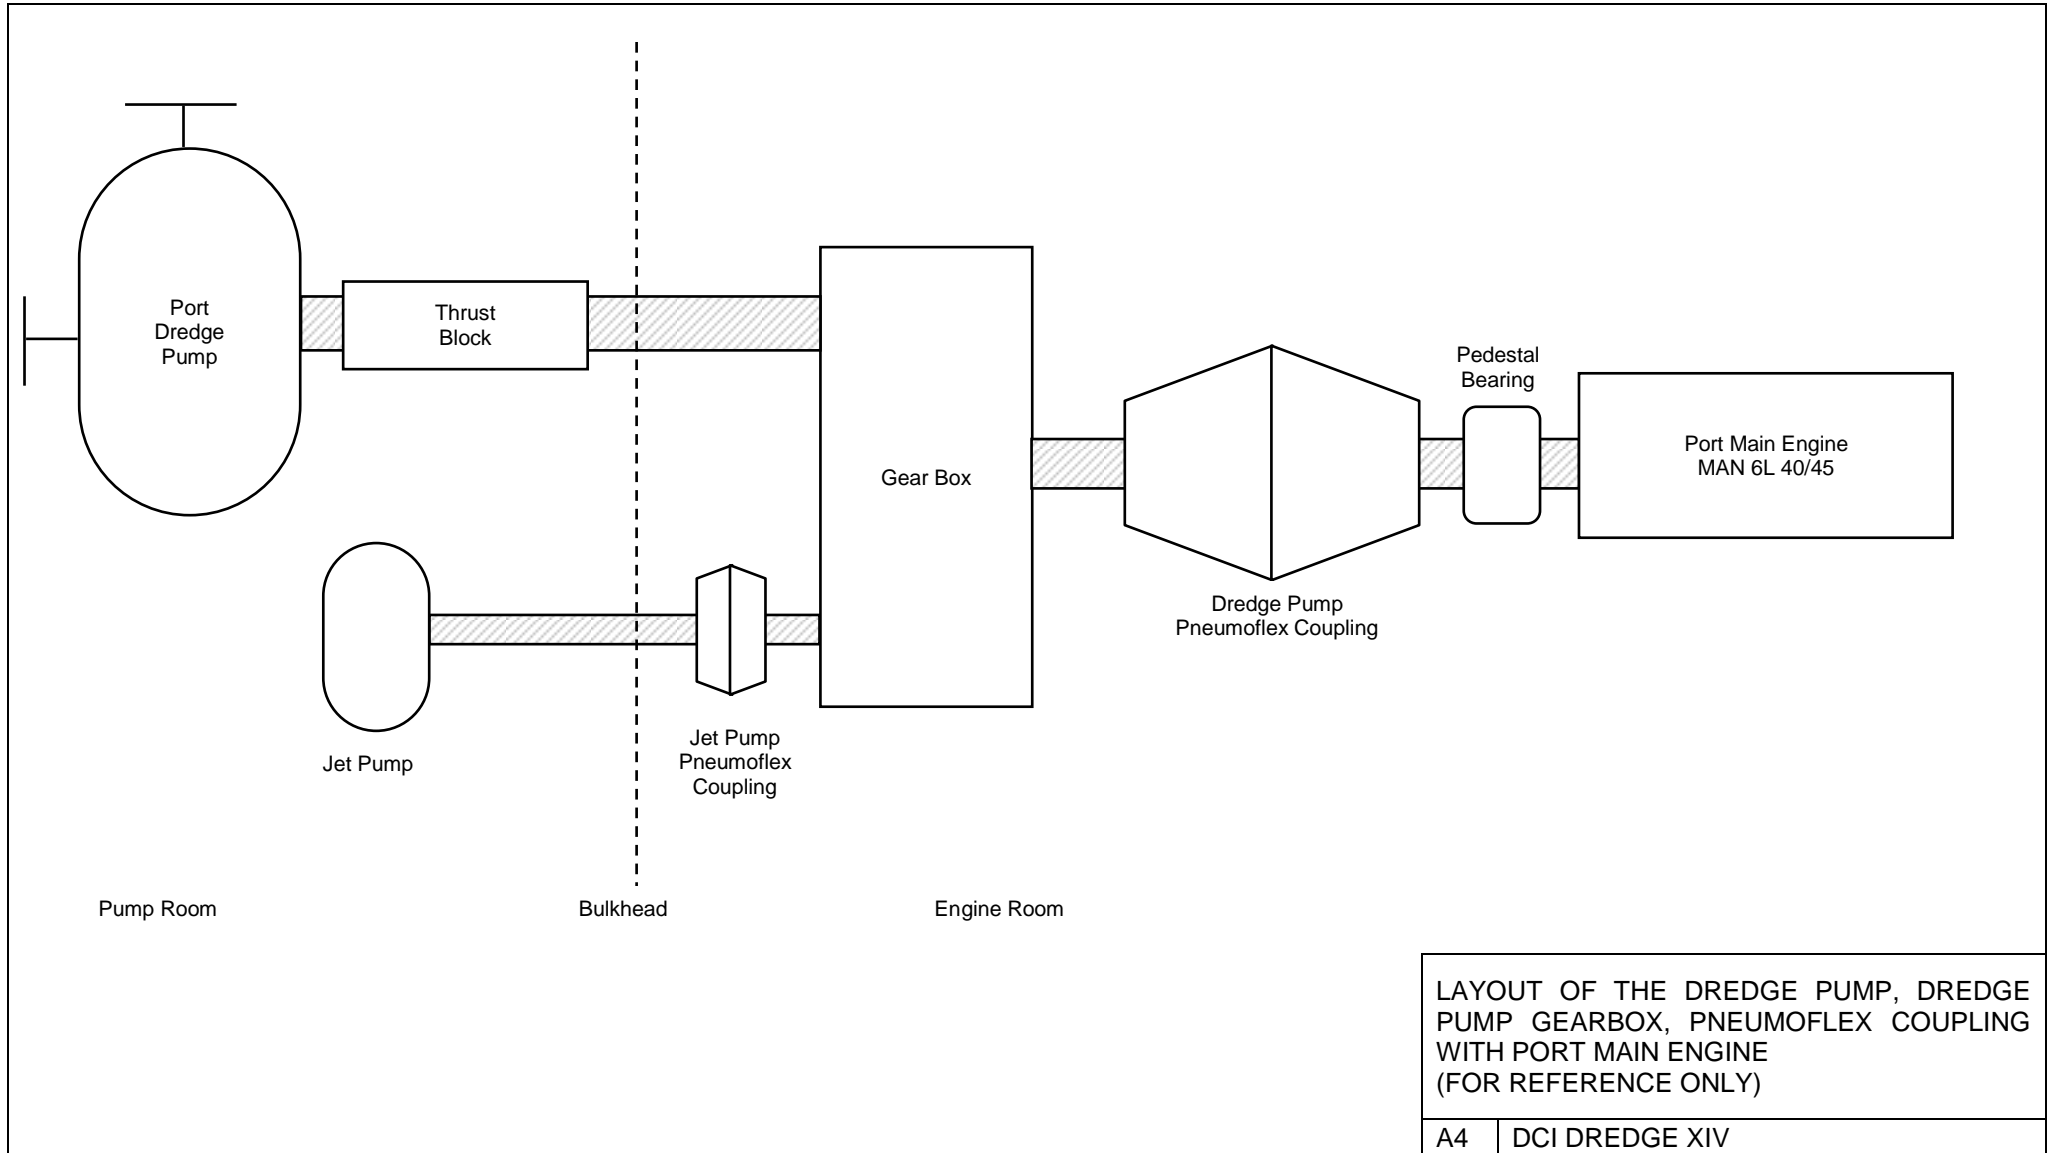 Port
Dredge
Pump
Thrust
Block
Gear Box
Pedestal
Bearing
Port Main Engine
MAN 6L 40/45
Dredge Pump
Pneumoflex Coupling
Jet Pump
Jet Pump
Pneumoflex
Coupling
Pump Room
Bulkhead
Engine Room
LAYOUT OF THE DREDGE PUMP, DREDGE
PUMP GEARBOX, PNEUMOFLEX COUPLING
WITH PORT MAIN ENGINE
(FOR REFERENCE ONLY)
A4 DCI DREDGE XIV